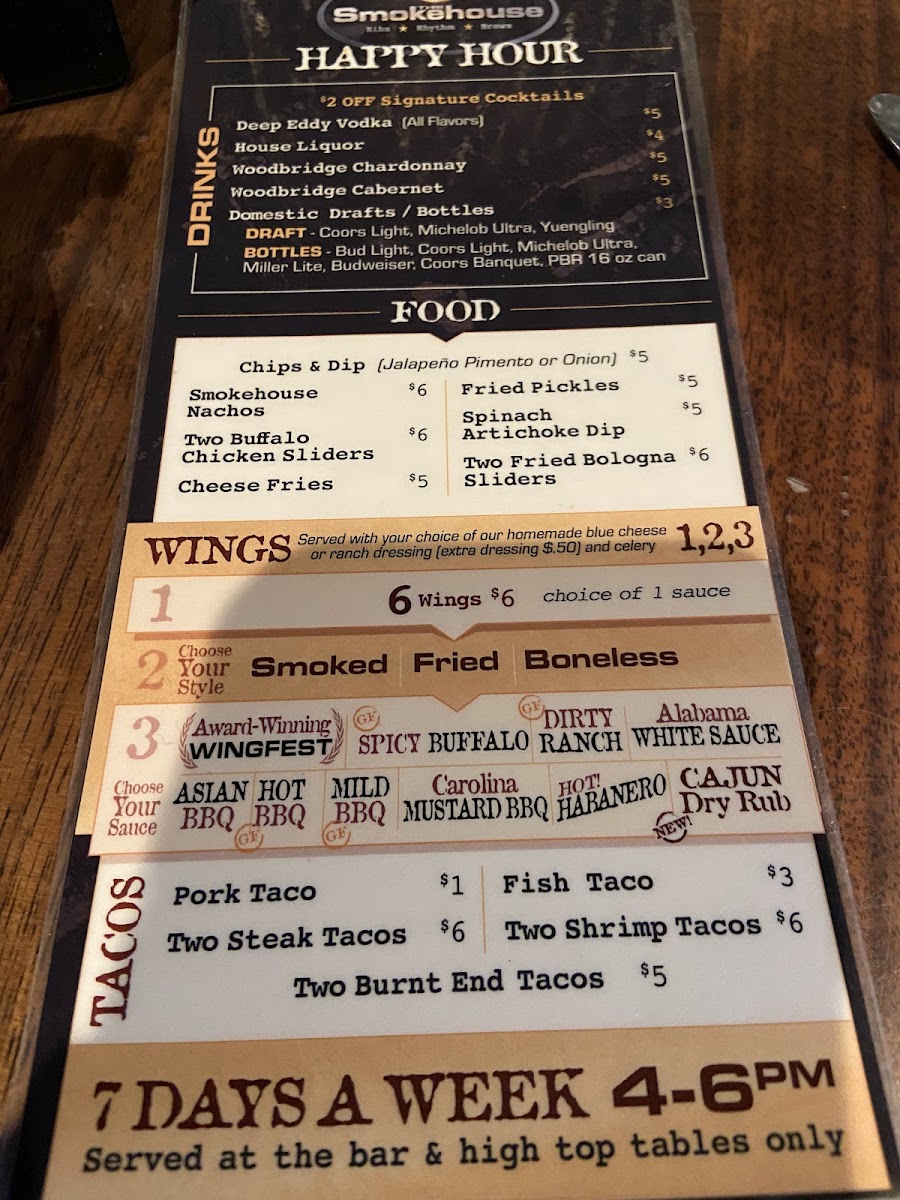 Smokehouse
Ribs ★ Rhythm ★ Brews
HAPPY HOUR
DRINKS
$2 OFF Signature Cocktails
Deep Eddy Vodka (All Flavors) $5
House Liquor $4
Woodbridge Chardonnay $5
Woodbridge Cabernet $5
Domestic Drafts / Bottles $3
DRAFT - Coors Light, Michelob Ultra, Yuengling
BOTTLES - Bud Light, Coors Light, Michelob Ultra,
Miller Lite, Budweiser, Coors Banquet, PBR 16 oz can
FOOD
Chips & Dip (Jalapeño Pimento or Onion) $5
Smokehouse
Nachos $6
Two Buffalo
Chicken Sliders $6
Cheese Fries $5
Fried Pickles $5
Spinach
Artichoke Dip $5
Two Fried Bologna
Sliders $6
WINGS
Served with your choice of our homemade blue cheese
or ranch dressing (extra dressing $.50) and celery
1,2,3
1
6 Wings $6 choice of 1 sauce
2
Choose
Your
Style
Smoked Fried Boneless
3
Choose
Your
Sauce
Award-Winning
WINGFEST
GF
SPICY BUFFALO
GF
DIRTY
RANCH
Alabama
WHITE SAUCE
ASIAN
BBQ
HOT
BBQ
GF
MILD
BBQ
GF
Carolina
MUSTARD BBQ
HOT!
HABANERO
CAJUN
Dry Rub
NEW!
TACOS
Pork Taco $1
Fish Taco $3
Two Steak Tacos $6
Two Shrimp Tacos $6
Two Burnt End Tacos $5
7 DAYS A WEEK 4-6PM
Served at the bar & high top tables only